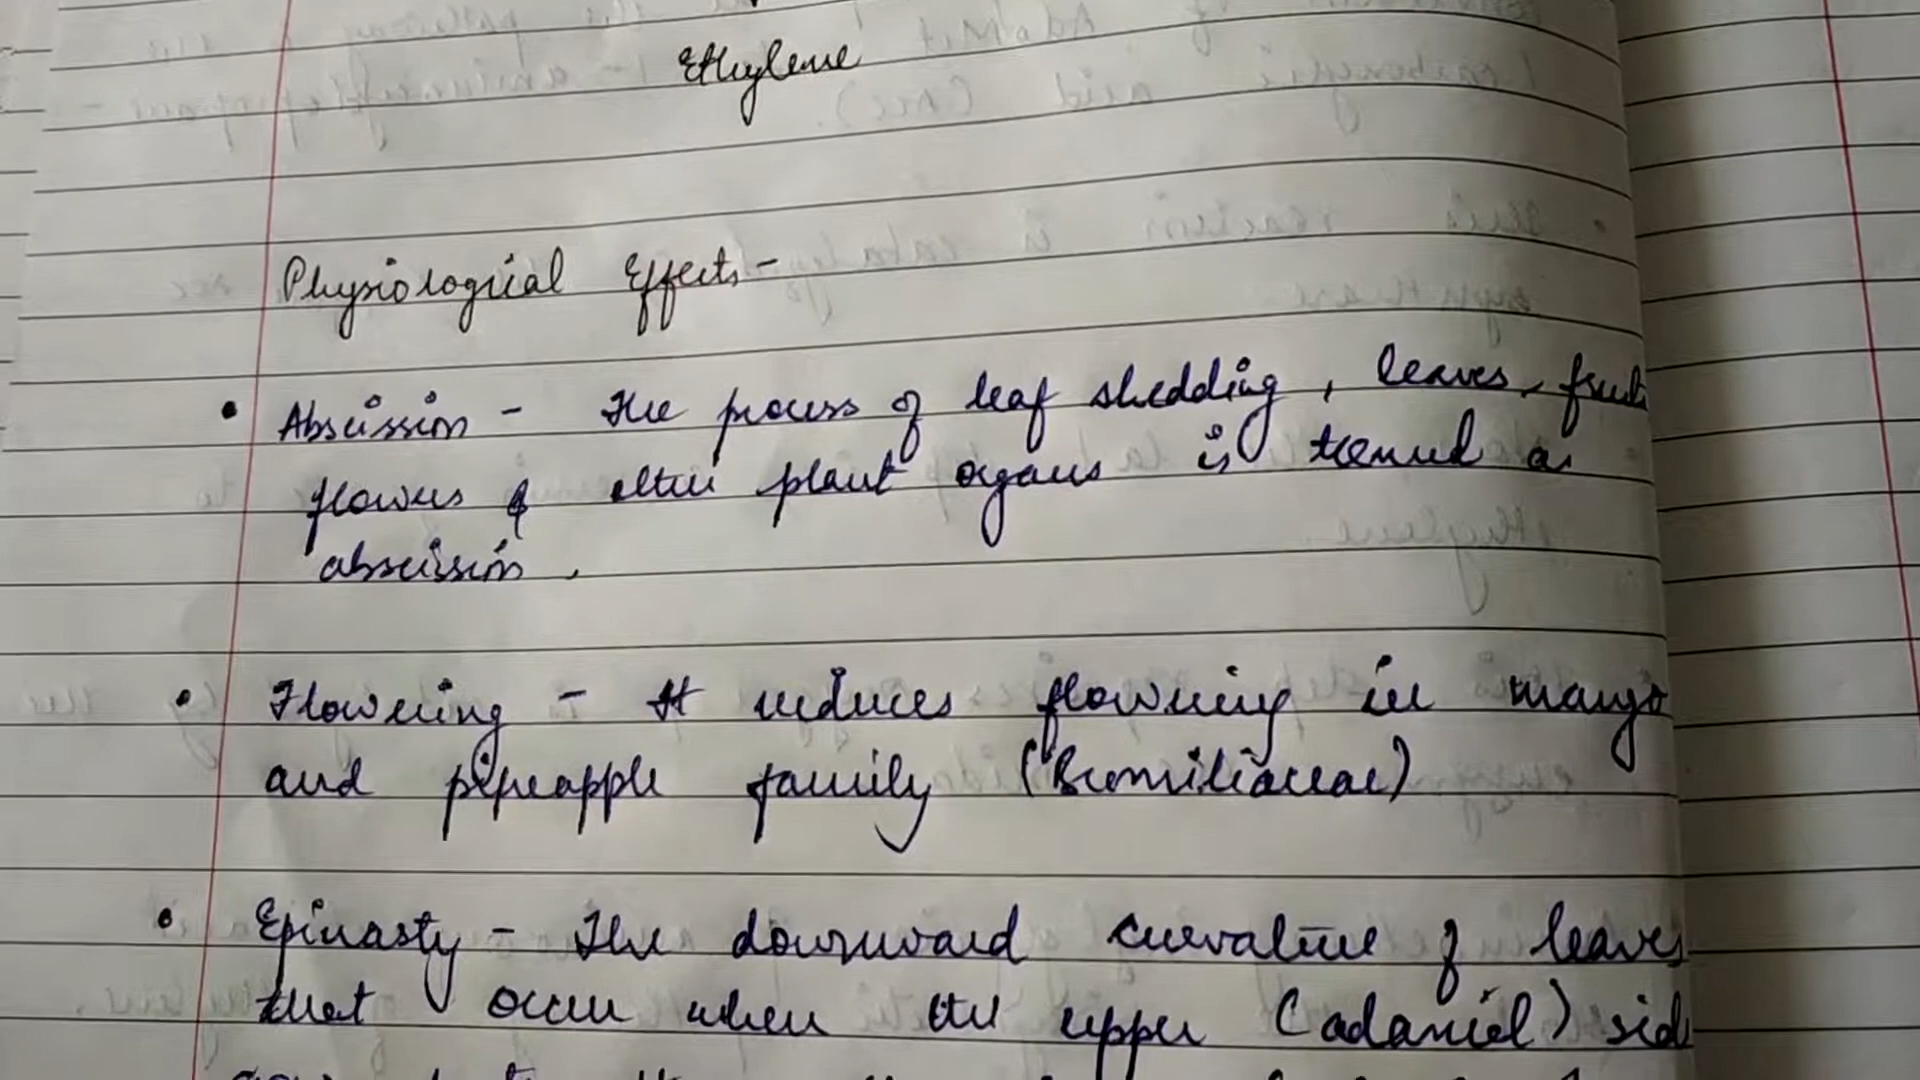 Ethylene
Physiological Effects -
• Abscission - The process of leaf shedding, leaves, fruit
flowers & other plant organs is termed as
abscission.
• Flowering - It reduces flowering in mango
and pineapple family (Bromiliaceae)
• Epinasty - The downward curvature of leaves
that occur when the upper (adaxial) side